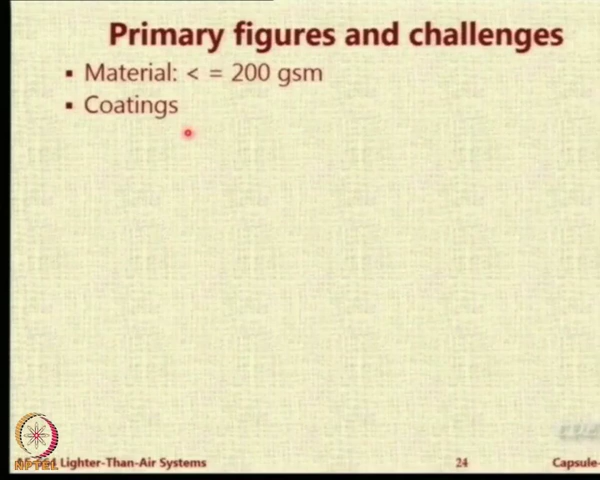 Primary figures and challenges
▪ Material: < = 200 gsm
▪ Coatings
Lighter-Than-Air Systems
24
Capsule-
NPTEL